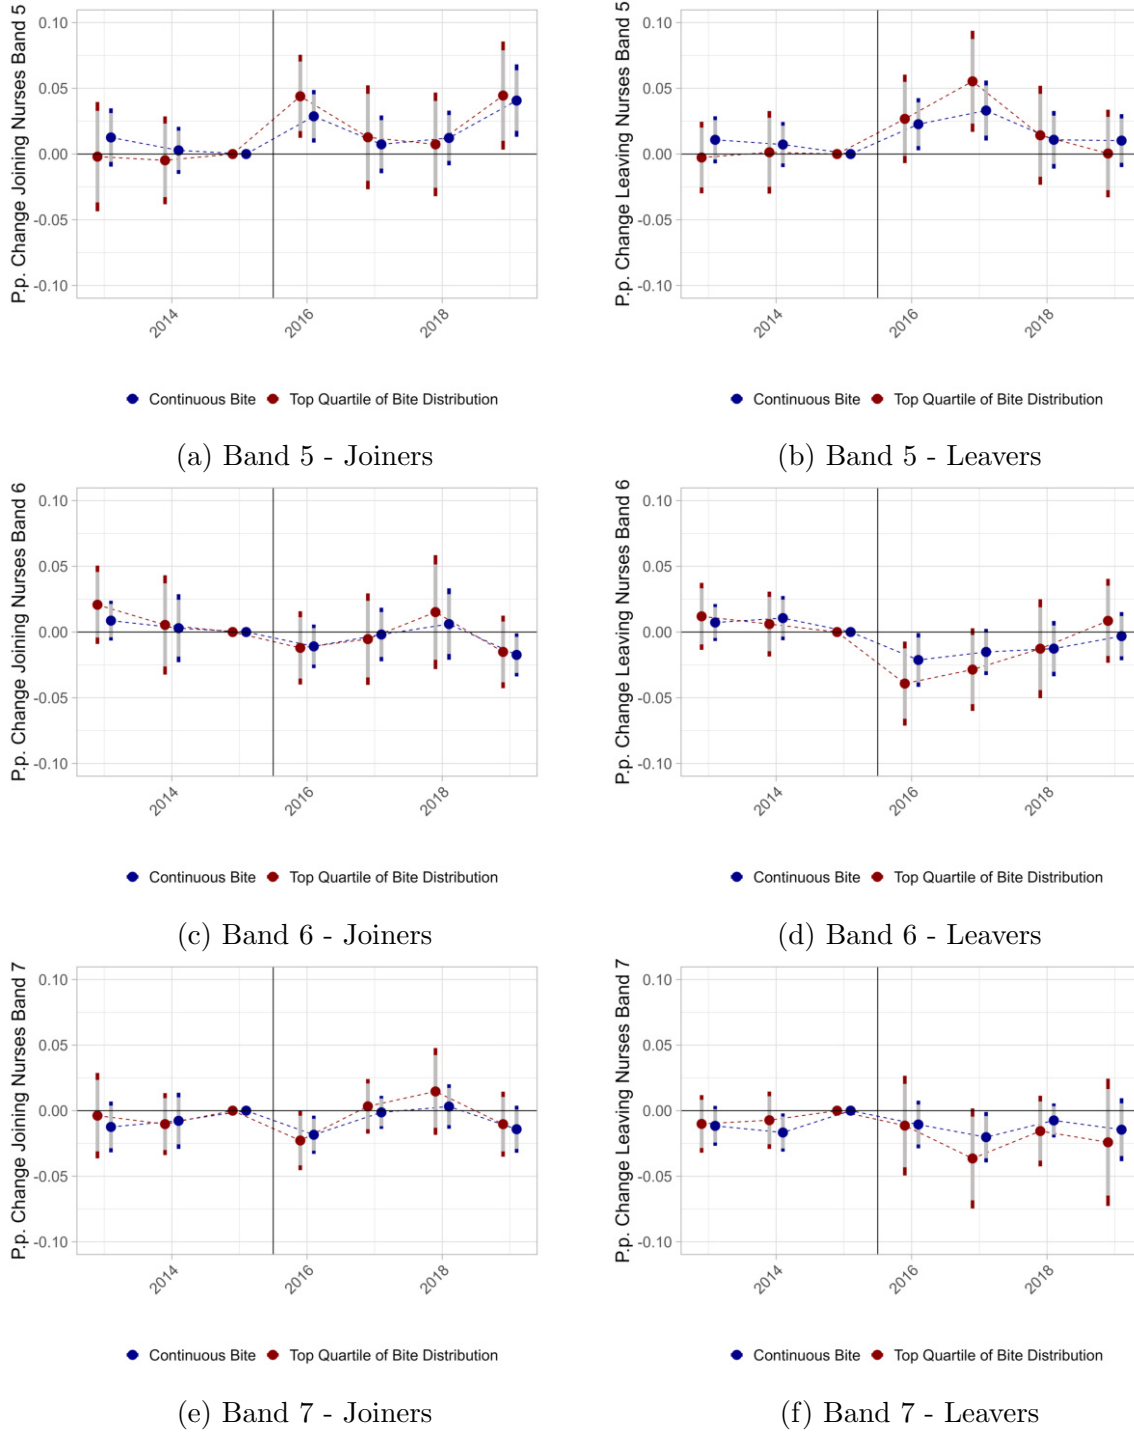 P.p. Change Joining Nurses Band 5
0.10
0.05
0.00
-0.05
-0.10
2014
2016
2018
Continuous Bite
Top Quartile of Bite Distribution
(a) Band 5 - Joiners
P.p. Change Leaving Nurses Band 5
0.10
0.05
0.00
-0.05
-0.10
2014
2016
2018
Continuous Bite
Top Quartile of Bite Distribution
(b) Band 5 - Leavers
P.p. Change Joining Nurses Band 6
0.10
0.05
0.00
-0.05
-0.10
2014
2016
2018
Continuous Bite
Top Quartile of Bite Distribution
(c) Band 6 - Joiners
P.p. Change Leaving Nurses Band 6
0.10
0.05
0.00
-0.05
-0.10
2014
2016
2018
Continuous Bite
Top Quartile of Bite Distribution
(d) Band 6 - Leavers
P.p. Change Joining Nurses Band 7
0.10
0.05
0.00
-0.05
-0.10
2014
2016
2018
Continuous Bite
Top Quartile of Bite Distribution
(e) Band 7 - Joiners
P.p. Change Leaving Nurses Band 7
0.10
0.05
0.00
-0.05
-0.10
2014
2016
2018
Continuous Bite
Top Quartile of Bite Distribution
(f) Band 7 - Leavers